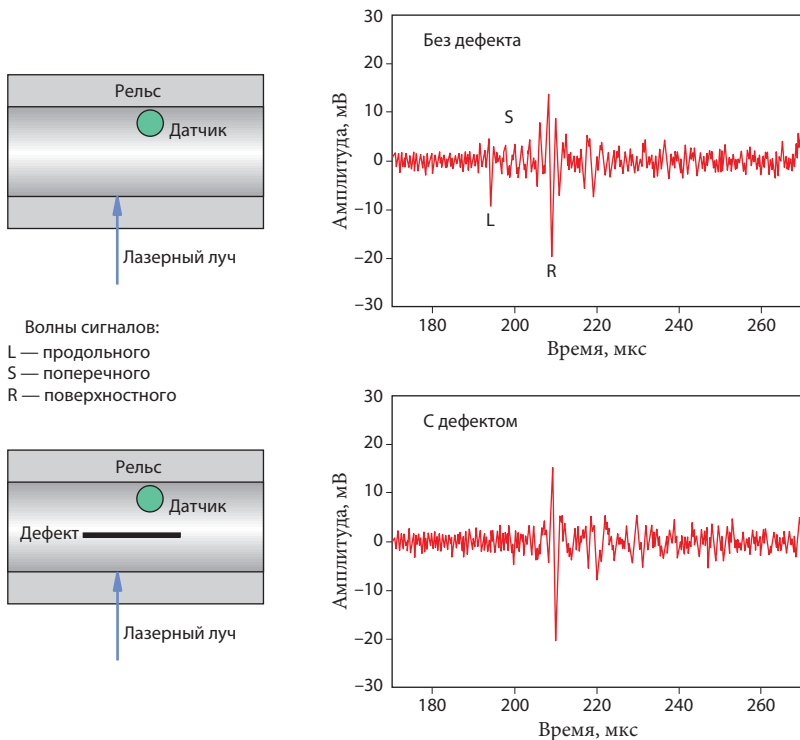 Рельс
Датчик
Лазерный луч
Волны сигналов:
L — продольного
S — поперечного
R — поверхностного
Без дефекта
Амплитуда, мВ
30
20
10
0
–10
–20
–30
S
L
R
180 200 220 240 260
Время, мкс
Рельс
Датчик
Дефект
Лазерный луч
С дефектом
Амплитуда, мВ
30
20
10
0
–10
–20
–30
180 200 220 240 260
Время, мкс